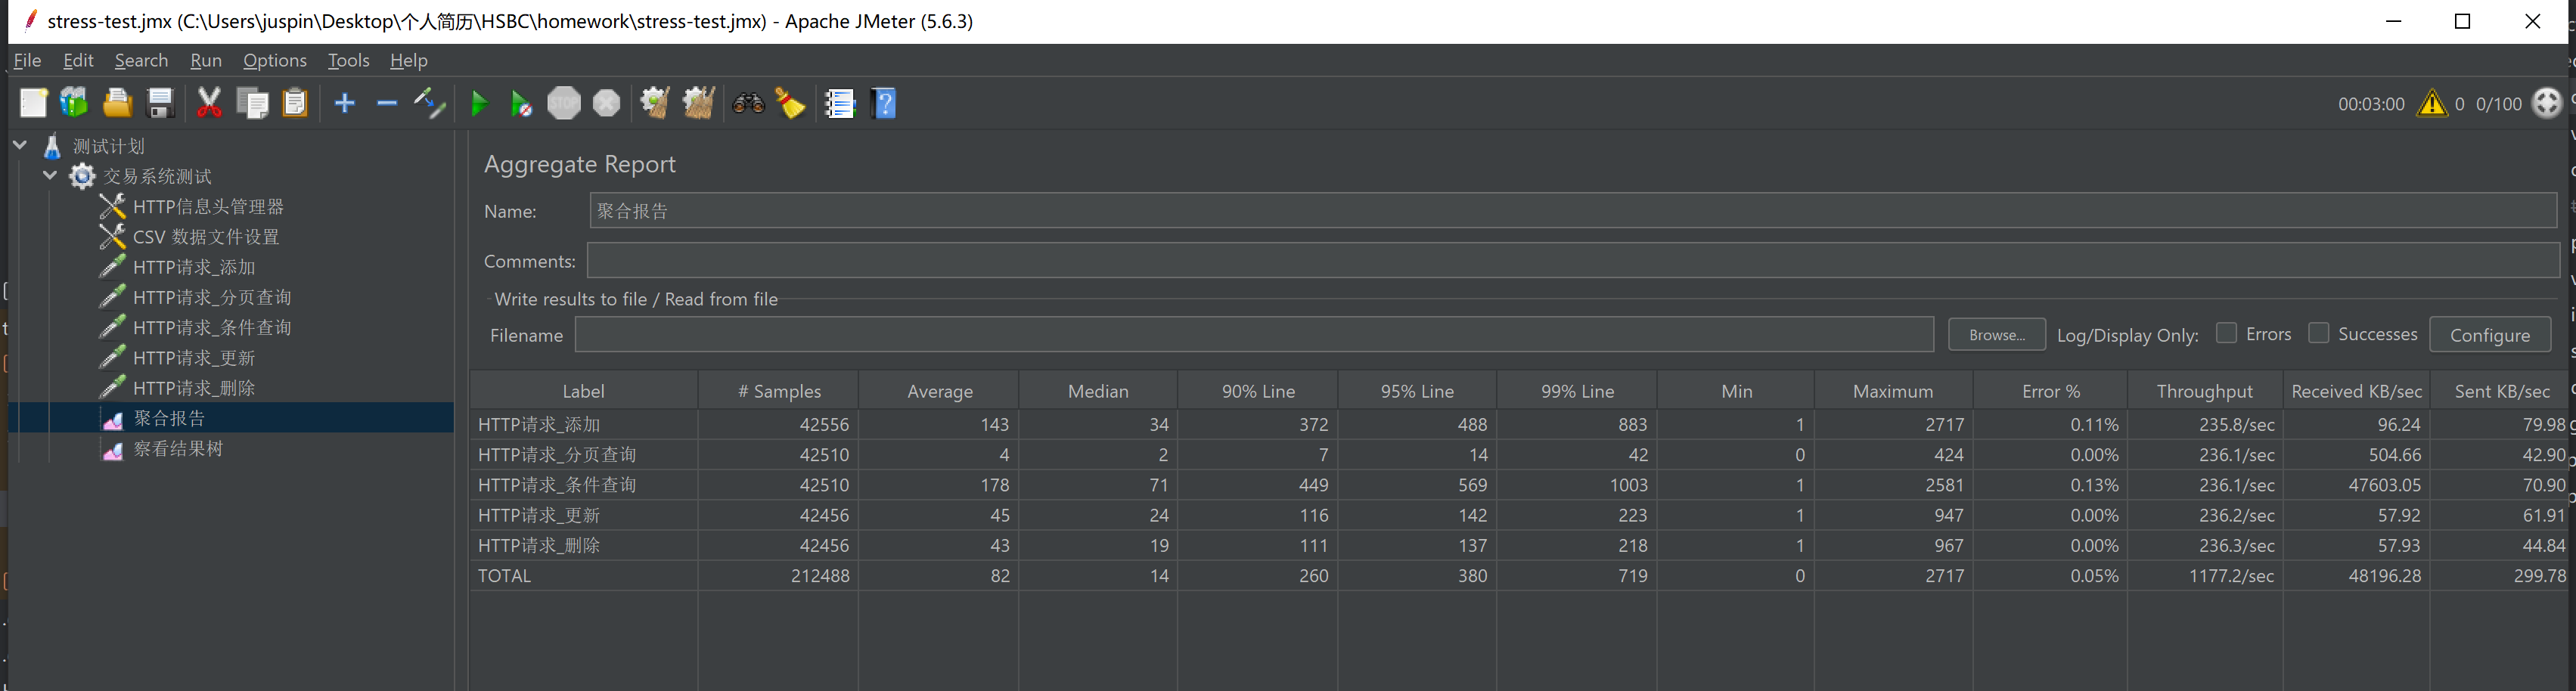 stress-test.jmx (C:\Users\juspin\Desktop\个人简历\HSBC\homework\stress-test.jmx) - Apache JMeter (5.6.3)
File Edit Search Run Options Tools Help
STOP 00:03:00 0 0/100
测试计划
交易系统测试
HTTP信息头管理器
CSV 数据文件设置
HTTP请求_添加
HTTP请求_分页查询
HTTP请求_条件查询
HTTP请求_更新
HTTP请求_删除
聚合报告
察看结果树
Aggregate Report
Name: 聚合报告
Comments:
Write results to file / Read from file
Filename Browse... Log/Display Only: Errors Successes Configure
Label # Samples Average Median 90% Line 95% Line 99% Line Min Maximum Error % Throughput Received KB/sec Sent KB/sec
HTTP请求_添加 42556 143 34 372 488 883 1 2717 0.11% 235.8/sec 96.24 79.98
HTTP请求_分页查询 42510 4 2 7 14 42 0 424 0.00% 236.1/sec 504.66 42.90
HTTP请求_条件查询 42510 178 71 449 569 1003 1 2581 0.13% 236.1/sec 47603.05 70.90
HTTP请求_更新 42456 45 24 116 142 223 1 947 0.00% 236.2/sec 57.92 61.91
HTTP请求_删除 42456 43 19 111 137 218 1 967 0.00% 236.3/sec 57.93 44.84
TOTAL 212488 82 14 260 380 719 0 2717 0.05% 1177.2/sec 48196.28 299.78